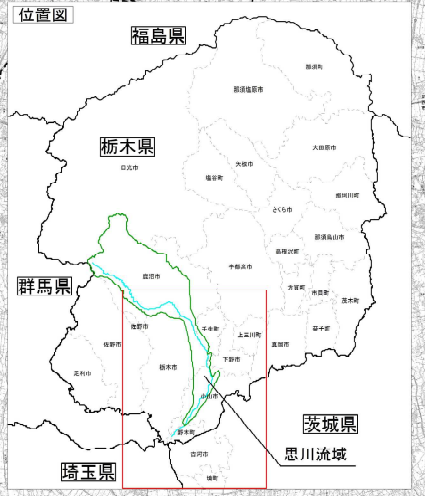 位置図
福島県
那須町
那須塩原市
栃木県
日光市
大田原市
矢板市
塩谷町
那珂川町
さくら市
那須烏山市
高根沢町
宇都宮市
鹿沼市
群馬県
芳賀町
市貝町
茂木町
壬生町
上三川町
益子町
佐野市
佐野市
真岡市
下野市
足利市
栃木市
小山市
茨城県
野木町
思川流域
古河市
埼玉県
境町